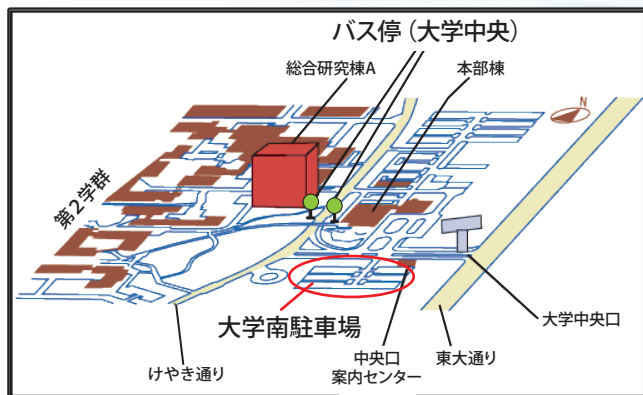 バス停（大学中央）
総合研究棟A
本部棟
N
第2学群
大学南駐車場
大学中央口
けやき通り
中央口
案内センター
東大通り